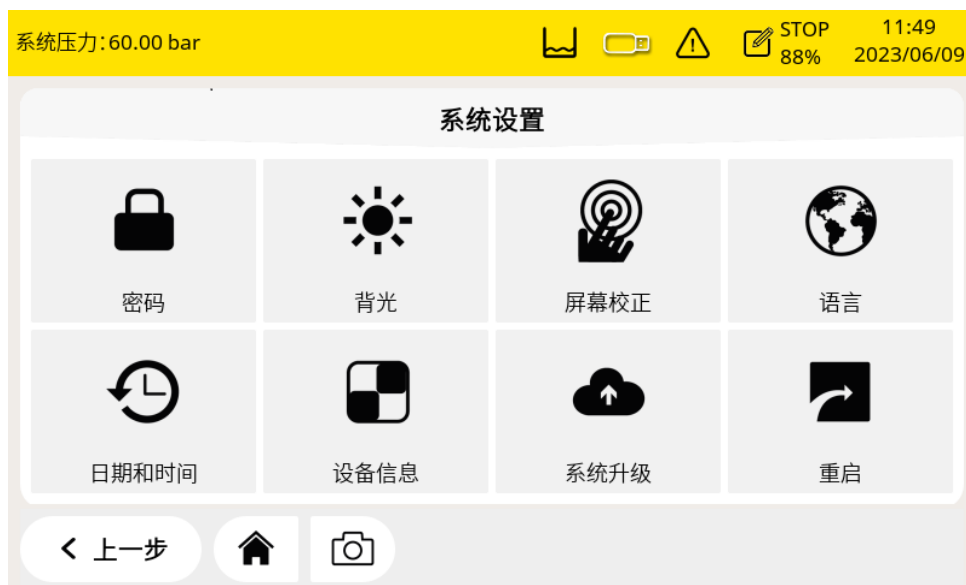 系统压力：60.00 bar
STOP
88%
11:49
2023/06/09
系统设置
密码
背光
屏幕校正
语言
日期和时间
设备信息
系统升级
重启
上一步